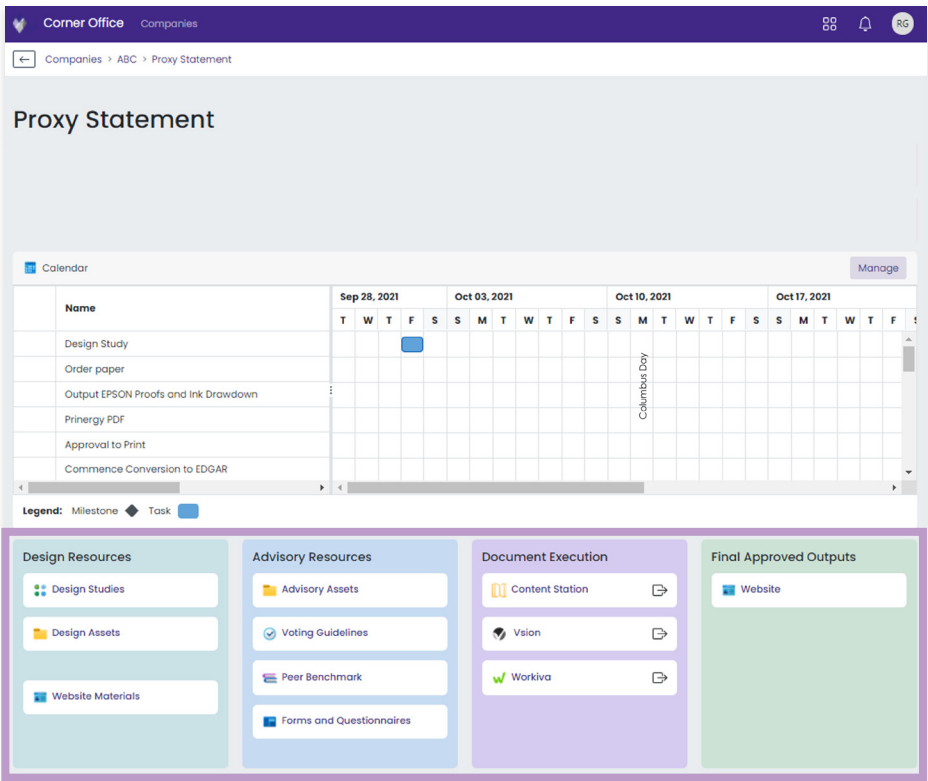 Corner Office Companies RG
Companies > ABC > Proxy Statement
Proxy Statement
Calendar Manage
Name
Sep 28, 2021 Oct 03, 2021 Oct 10, 2021 Oct 17, 2021
T W T F S S M T W T F S S M T W T F S S M T W T F S
Design Study
Order paper
Output EPSON Proofs and Ink Drawdown
Prinergy PDF
Approval to Print
Commence Conversion to EDGAR
Columbus Day
Legend: Milestone Task
Design Resources
Design Studies
Design Assets
Website Materials
Advisory Resources
Advisory Assets
Voting Guidelines
Peer Benchmark
Forms and Questionnaires
Document Execution
Content Station
Vsion
Workiva
Final Approved Outputs
Website